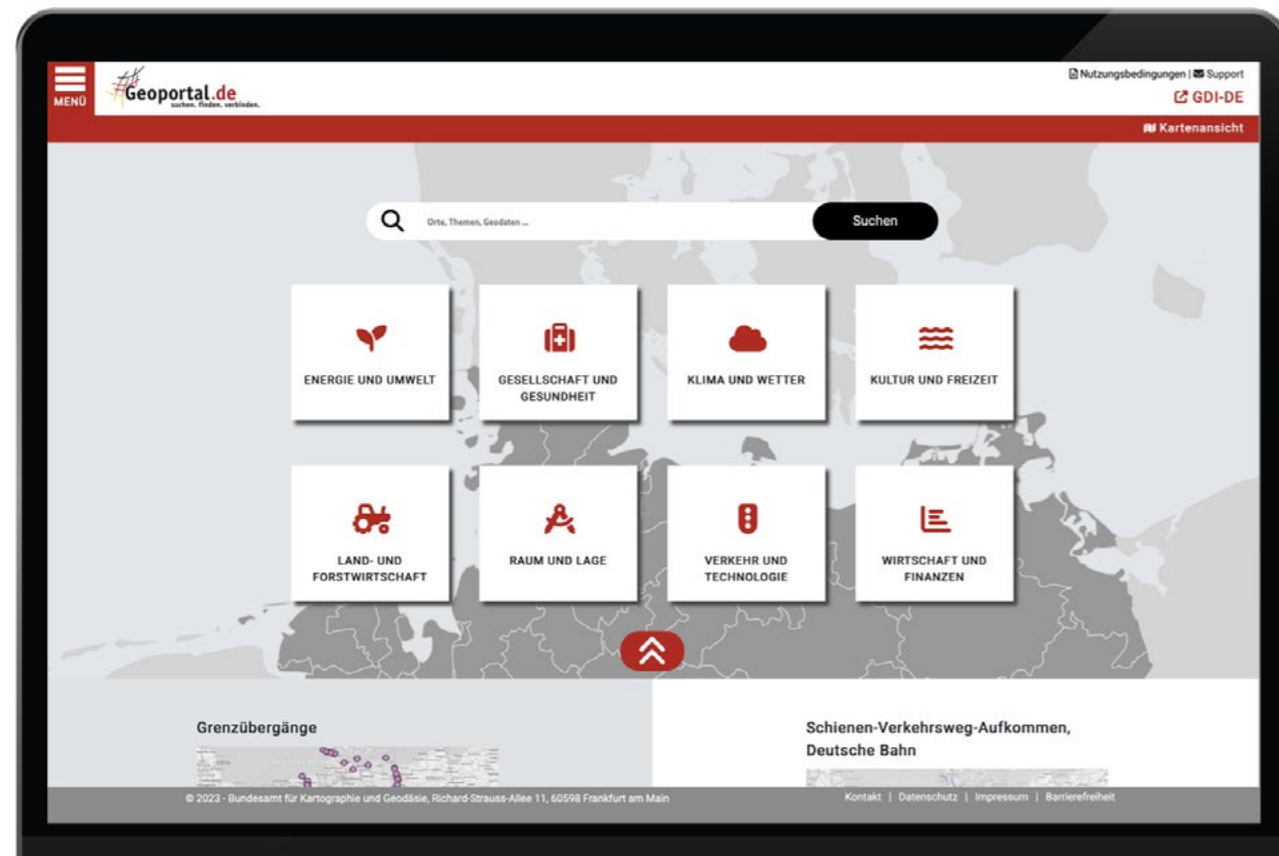 MENÜ
Geoportal.de
suchen. finden. verbinden.
Nutzungsbedingungen | Support
GDI-DE
Kartenansicht
Orte, Themen, Geodaten ...
Suchen
ENERGIE UND UMWELT
GESELLSCHAFT UND
GESUNDHEIT
KLIMA UND WETTER
KULTUR UND FREIZEIT
LAND- UND
FORSTWIRTSCHAFT
RAUM UND LAGE
VERKEHR UND
TECHNOLOGIE
WIRTSCHAFT UND
FINANZEN
Grenzübergänge
Schienen-Verkehrsweg-Aufkommen,
Deutsche Bahn
© 2023 - Bundesamt für Kartographie und Geodäsie, Richard-Strauss-Allee 11, 60598 Frankfurt am Main
Kontakt | Datenschutz | Impressum | Barrierefreiheit